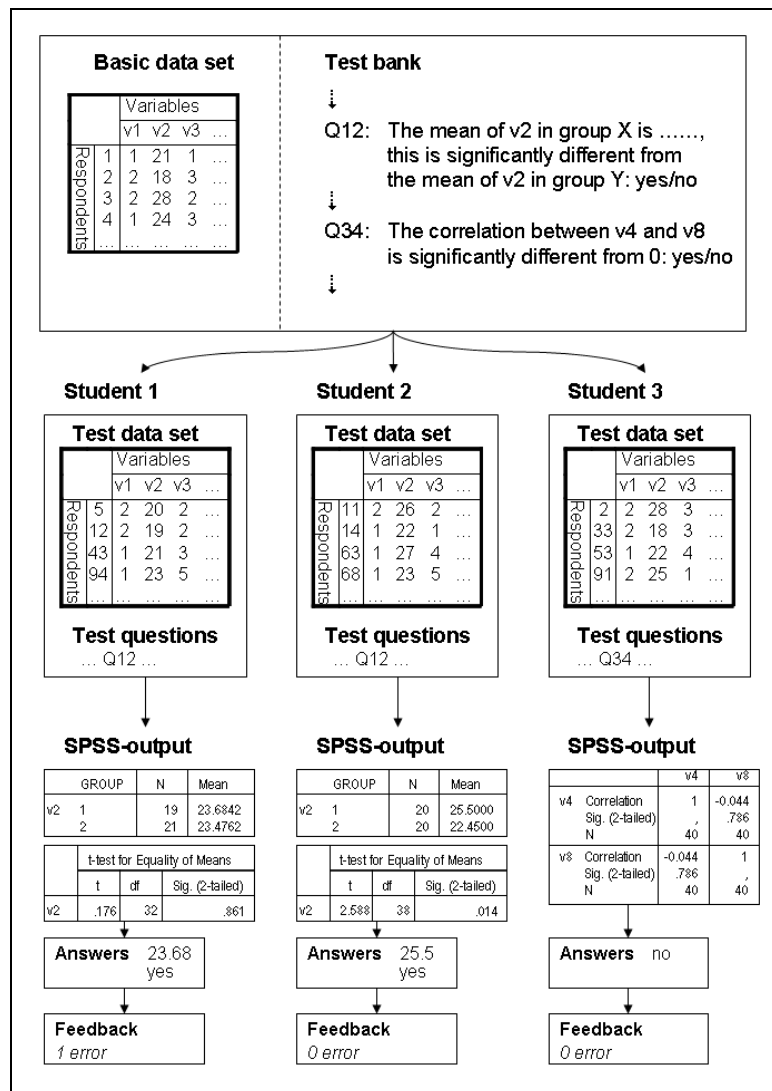 Basic data set
Variables
v1 v2 v3 ...
Respondents
1 1 21 1 ...
2 2 18 3 ...
3 2 28 2 ...
4 1 24 3 ...
... ... ... ...
Test bank
Q12: The mean of v2 in group X is ......,
this is significantly different from
the mean of v2 in group Y: yes/no
Q34: The correlation between v4 and v8
is significantly different from 0: yes/no
Student 1
Test data set
Variables
v1 v2 v3 ...
Respondents
5 2 20 2 ...
12 2 19 2 ...
43 1 21 3 ...
94 1 23 5 ...
... ... ... ... ...
Test questions
... Q12 ...
SPSS-output
GROUP N Mean
v2 1 19 23.6842
2 21 23.4762
t-test for Equality of Means
t df Sig. (2-tailed)
v2 .176 32 .861
Answers 23.68
yes
Feedback
1 error
Student 2
Test data set
Variables
v1 v2 v3 ...
Respondents
11 2 26 2 ...
14 1 22 1 ...
63 1 27 4 ...
68 1 23 5 ...
... ... ... ... ...
Test questions
... Q12 ...
SPSS-output
GROUP N Mean
v2 1 20 25.5000
2 20 22.4500
t-test for Equality of Means
t df Sig. (2-tailed)
v2 2.588 38 .014
Answers 25.5
yes
Feedback
0 error
Student 3
Test data set
Variables
v1 v2 v3 ...
Respondents
2 2 28 3 ...
33 2 18 3 ...
53 1 22 4 ...
91 2 25 1 ...
... ... ... ... ...
Test questions
... Q34 ...
SPSS-output
v4 v8
v4 Correlation 1 -0.044
Sig. (2-tailed) , .786
N 40 40
v8 Correlation -0.044 1
Sig. (2-tailed) .786 ,
N 40 40
Answers no
Feedback
0 error